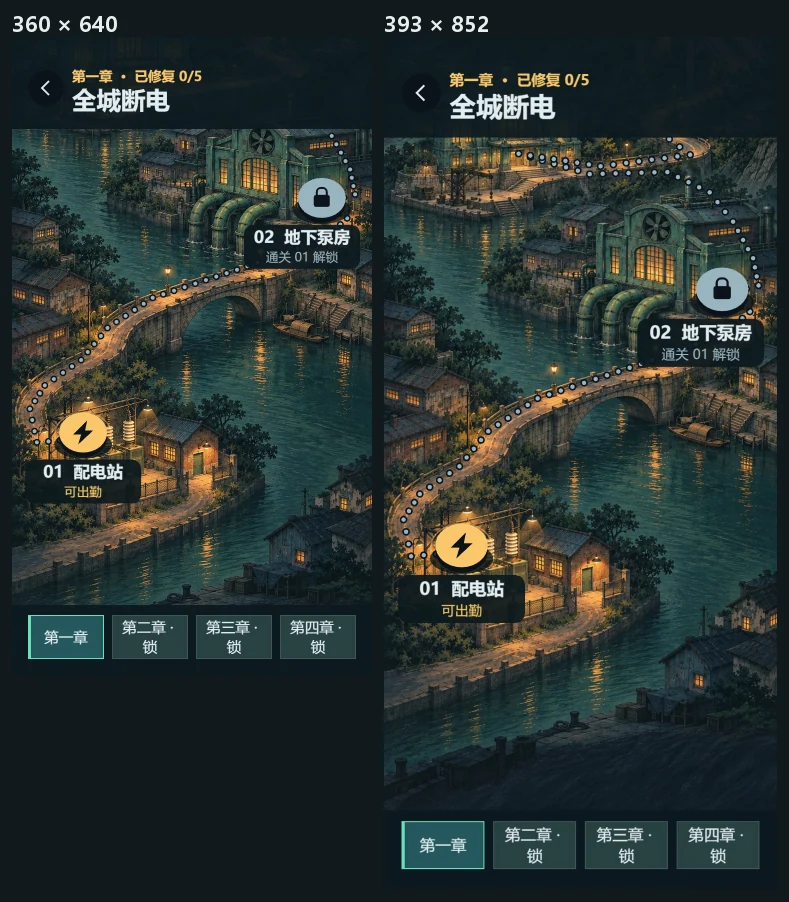 360 × 640
第一章 · 已修复 0/5
全城断电
02 地下泵房
通关 01 解锁
01 配电站
可出勤
第一章
第二章 ·
锁
第三章 ·
锁
第四章 ·
锁
393 × 852
第一章 · 已修复 0/5
全城断电
02 地下泵房
通关 01 解锁
01 配电站
可出勤
第一章
第二章 ·
锁
第三章 ·
锁
第四章 ·
锁